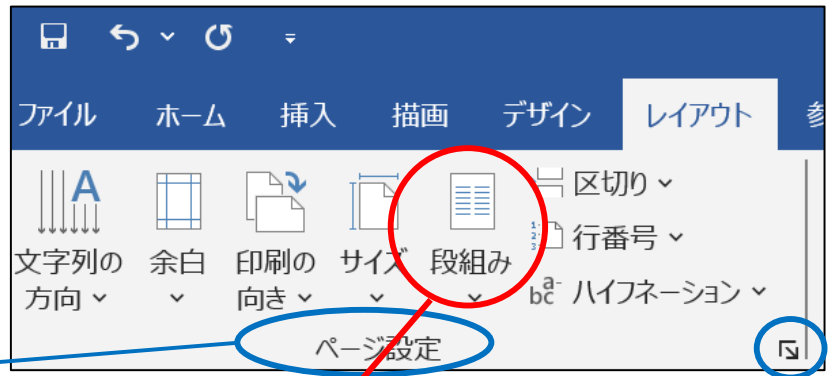 ファイル ホーム 挿入 描画 デザイン レイアウト 参
文字列の方向 余白 印刷の向き サイズ 段組み
区切り
行番号
ハイフネーション
ページ設定